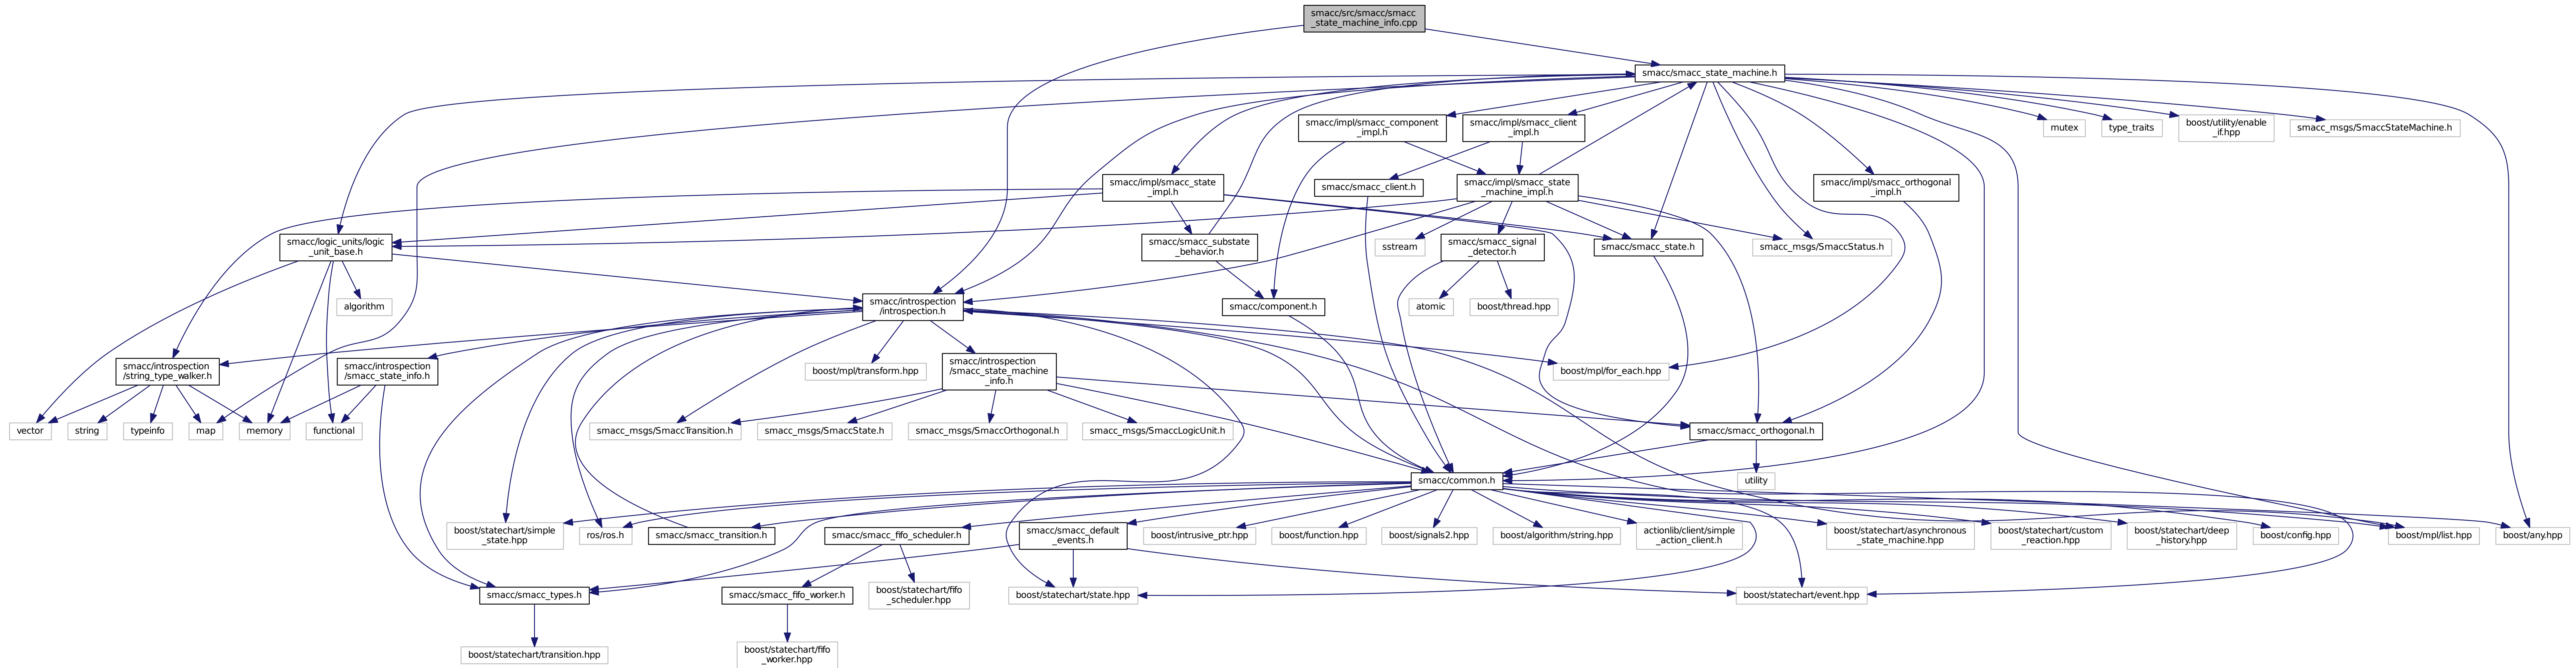 smacc/src/smacc/smacc
_state_machine_info.cpp
smacc/smacc_state_machine.h
smacc/impl/smacc_component
_impl.h
smacc/impl/smacc_client
_impl.h
mutex
type_traits
boost/utility/enable
_if.hpp
smacc_msgs/SmaccStateMachine.h
smacc/impl/smacc_state
_impl.h
smacc/smacc_client.h
smacc/impl/smacc_state
_machine_impl.h
smacc/impl/smacc_orthogonal
_impl.h
smacc/logic_units/logic
_unit_base.h
smacc/smacc_substate
_behavior.h
sstream
smacc/smacc_signal
_detector.h
smacc/smacc_state.h
smacc_msgs/SmaccStatus.h
algorithm
smacc/introspection
/introspection.h
smacc/component.h
atomic
boost/thread.hpp
smacc/introspection
/string_type_walker.h
smacc/introspection
/smacc_state_info.h
boost/mpl/transform.hpp
smacc/introspection
/smacc_state_machine
_info.h
boost/mpl/for_each.hpp
vector
string
typeinfo
map
memory
functional
smacc_msgs/SmaccTransition.h
smacc_msgs/SmaccState.h
smacc_msgs/SmaccOrthogonal.h
smacc_msgs/SmaccLogicUnit.h
smacc/smacc_orthogonal.h
smacc/common.h
utility
boost/statechart/simple
_state.hpp
ros/ros.h
smacc/smacc_transition.h
smacc/smacc_fifo_scheduler.h
smacc/smacc_default
_events.h
boost/intrusive_ptr.hpp
boost/function.hpp
boost/signals2.hpp
boost/algorithm/string.hpp
actionlib/client/simple
_action_client.h
boost/statechart/asynchronous
_state_machine.hpp
boost/statechart/custom
_reaction.hpp
boost/statechart/deep
_history.hpp
boost/config.hpp
boost/mpl/list.hpp
boost/any.hpp
smacc/smacc_types.h
smacc/smacc_fifo_worker.h
boost/statechart/fifo
_scheduler.hpp
boost/statechart/state.hpp
boost/statechart/event.hpp
boost/statechart/transition.hpp
boost/statechart/fifo
_worker.hpp